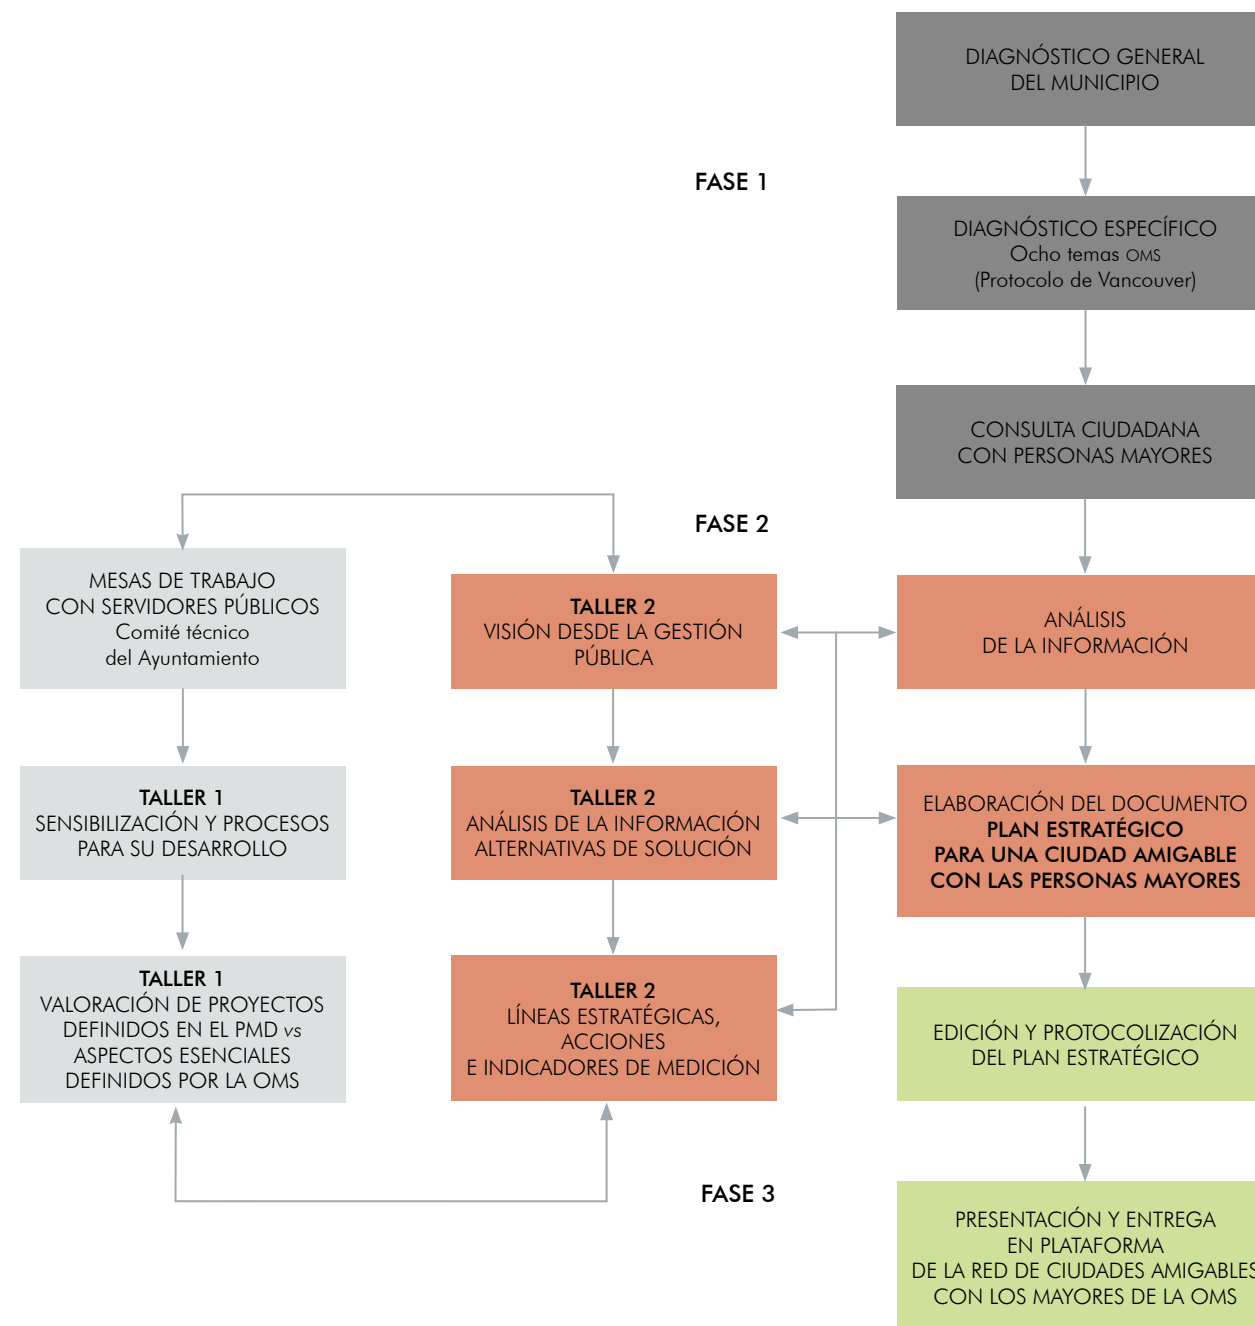 DIAGNÓSTICO GENERAL
DEL MUNICIPIO
FASE 1
DIAGNÓSTICO ESPECÍFICO
Ocho temas OMS
(Protocolo de Vancouver)
CONSULTA CIUDADANA
CON PERSONAS MAYORES
FASE 2
MESAS DE TRABAJO
CON SERVIDORES PÚBLICOS
Comité técnico
del Ayuntamiento
TALLER 2
VISIÓN DESDE LA GESTIÓN
PÚBLICA
ANÁLISIS
DE LA INFORMACIÓN
TALLER 1
SENSIBILIZACIÓN Y PROCESOS
PARA SU DESARROLLO
TALLER 2
ANÁLISIS DE LA INFORMACIÓN
ALTERNATIVAS DE SOLUCIÓN
ELABORACIÓN DEL DOCUMENTO
PLAN ESTRATÉGICO
PARA UNA CIUDAD AMIGABLE
CON LAS PERSONAS MAYORES
TALLER 1
VALORACIÓN DE PROYECTOS
DEFINIDOS EN EL PMD vs
ASPECTOS ESENCIALES
DEFINIDOS POR LA OMS
TALLER 2
LÍNEAS ESTRATÉGICAS,
ACCIONES
E INDICADORES DE MEDICIÓN
EDICIÓN Y PROTOCOLIZACIÓN
DEL PLAN ESTRATÉGICO
FASE 3
PRESENTACIÓN Y ENTREGA
EN PLATAFORMA
DE LA RED DE CIUDADES AMIGABLES
CON LOS MAYORES DE LA OMS